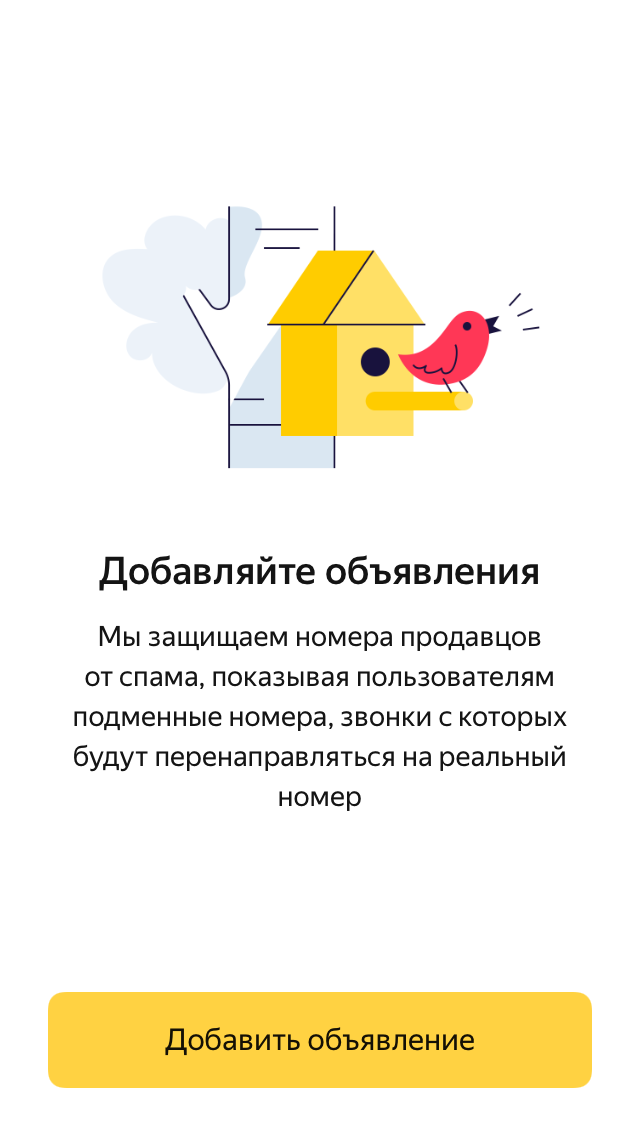 Добавляйте объявления
Мы защищаем номера продавцов
от спама, показывая пользователям
подменные номера, звонки с которых
будут перенаправляться на реальный
номер
Добавить объявление